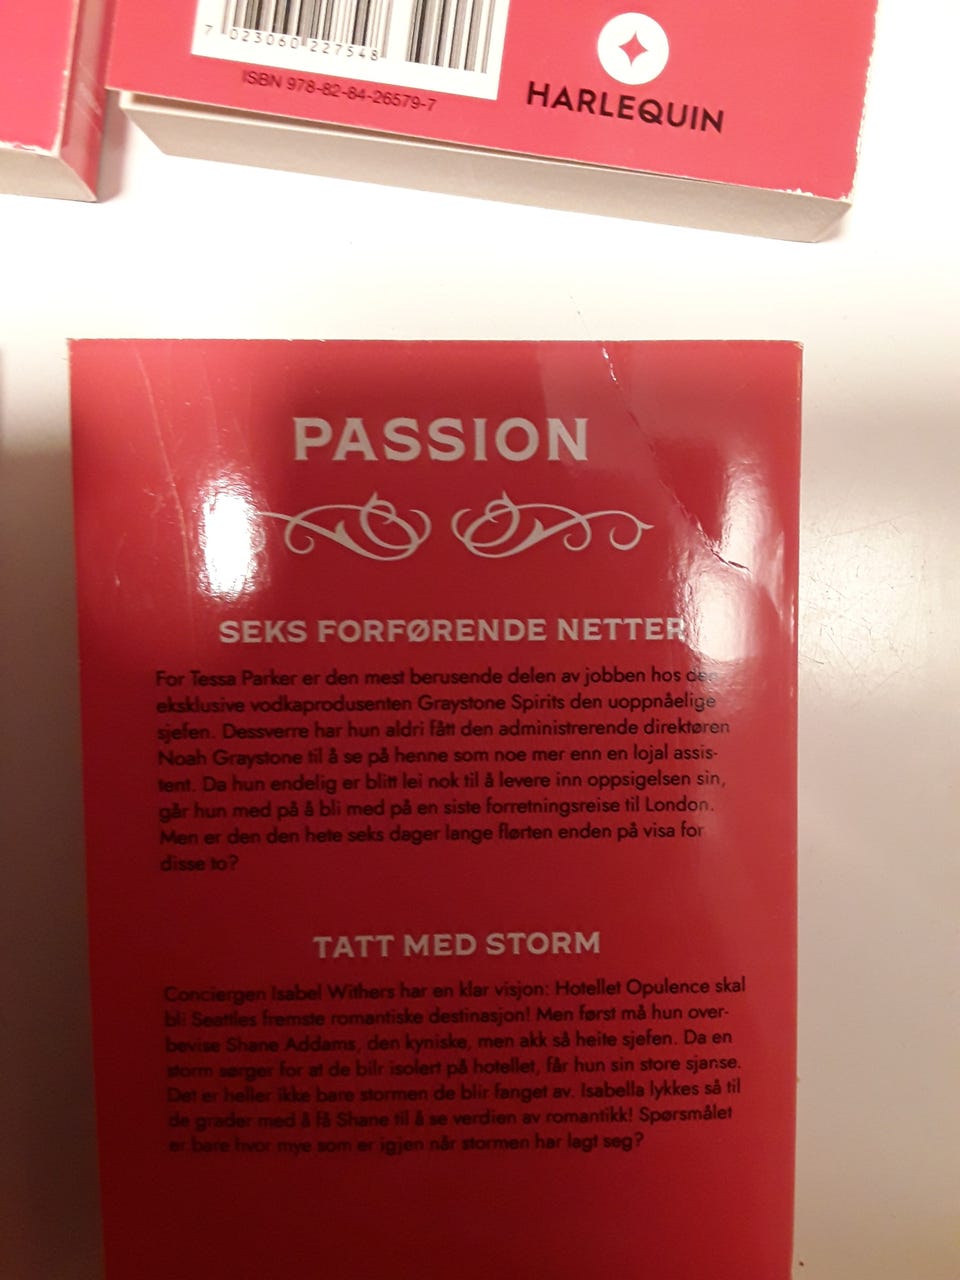 7 023060 227548
ISBN 978-82-84-26579-7
HARLEQUIN
PASSION
SEKS FORFØRENDE NETTER
For Tessa Parker er den mest berusende delen av jobben hos den
eksklusive vodkaprodusenten Graystone Spirits den uoppnåelige
sjefen. Dessverre har hun aldri fått den administrerende direktøren
Noah Graystone til å se på henne som noe mer enn en lojal assis-
tent. Da hun endelig er blitt lei nok til å levere inn oppsigelsen sin,
går hun med på å bli med på en siste forretningsreise til London.
Men er den den hete seks dager lange flørten enden på visa for
disse to?
TATT MED STORM
Conciergen Isabel Withers har en klar visjon: Hotellet Opulence skal
bli Seattles fremste romantiske destinasjon! Men først må hun over-
bevise Shane Addams, den kyniske, men akk så heite sjefen. Da en
storm sørger for at de bilr isolert på hotellet, får hun sin store sjanse.
Det er heller ikke bare stormen de blir fanget av. Isabella lykkes så til
de grader med å få Shane til å se verdien av romantikk! Spørsmålet
er bare hvor mye som er igjen når stormen har lagt seg?